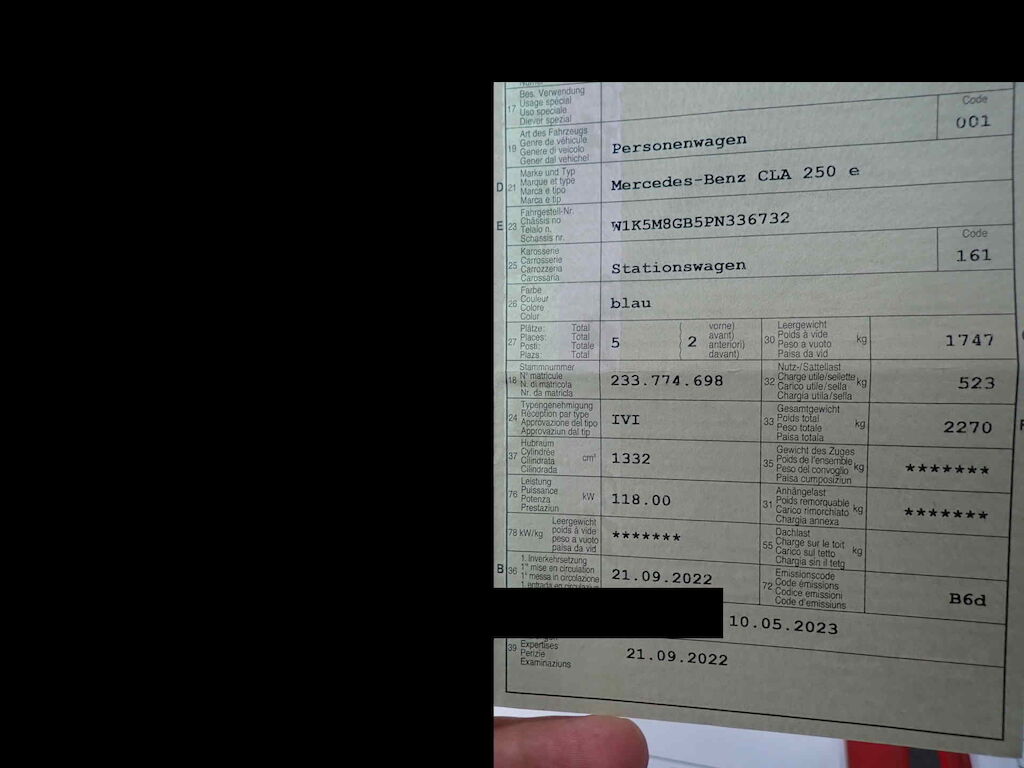 17 Bes. Verwendung
Usage spécial
Uso speciale
Diever spezial
Code
001
19 Art des Fahrzeugs
Genre de véhicule
Genere di veicolo
Gener dal vehichel
Personenwagen
D 21 Marke und Typ
Marque et type
Marca e tipo
Marca e tip
Mercedes-Benz CLA 250 e
E 23 Fahrgestell-Nr.
Châssis no
Telaio n.
Schassis nr.
W1K5M8GB5PN336732
25 Karosserie
Carrosserie
Carrozzeria
Carossaria
Stationswagen
Code
161
26 Farbe
Couleur
Colore
Colur
blau
27 Plätze: Total
Places: Total
Posti: Totale
Plazs: Total
5
( vorne)
( avant)
2
( anteriori)
( davant)
30 Leergewicht
Poids à vide
Peso a vuoto
Paisa da vid
kg
1747
18 Stammnummer
N° matricule
N. di matricola
Nr. da matricla
233.774.698
32 Nutz-/Sattellast
Charge utile/sellette
Carico utile/sella
Chargia utila/sella
kg
523
24 Typengenehmigung
Réception par type
Approvazione del tipo
Approvaziun dal tip
IVI
33 Gesamtgewicht
Poids total
Peso totale
Paisa totala
kg
2270
37 Hubraum
Cylindrée
Cilindrata
Cilindrada
cm³
1332
35 Gewicht des Zuges
Poids de l'ensemble
Peso del convoglio
Paisa cumposiziun
kg
*******
76 Leistung
Puissance
Potenza
Prestaziun
kW
118.00
31 Anhängelast
Poids remorquable
Carico rimorchiato
Chargia annexa
kg
*******
78 kW/kg
Leergewicht
poids à vide
peso a vuoto
paisa da vid
*******
55 Dachlast
Charge sur le toit
Carico sul tetto
Chargia sin il tetg
kg
B 36 1. Inverkehrsetzung
1re mise en circulation
1a messa in circolazione
21.09.2022
72 Emissionscode
Code émissions
Codice emissioni
Code d'emissiuns
B6d
10.05.2023
39 Expertises
Perizie
Examinaziuns
21.09.2022